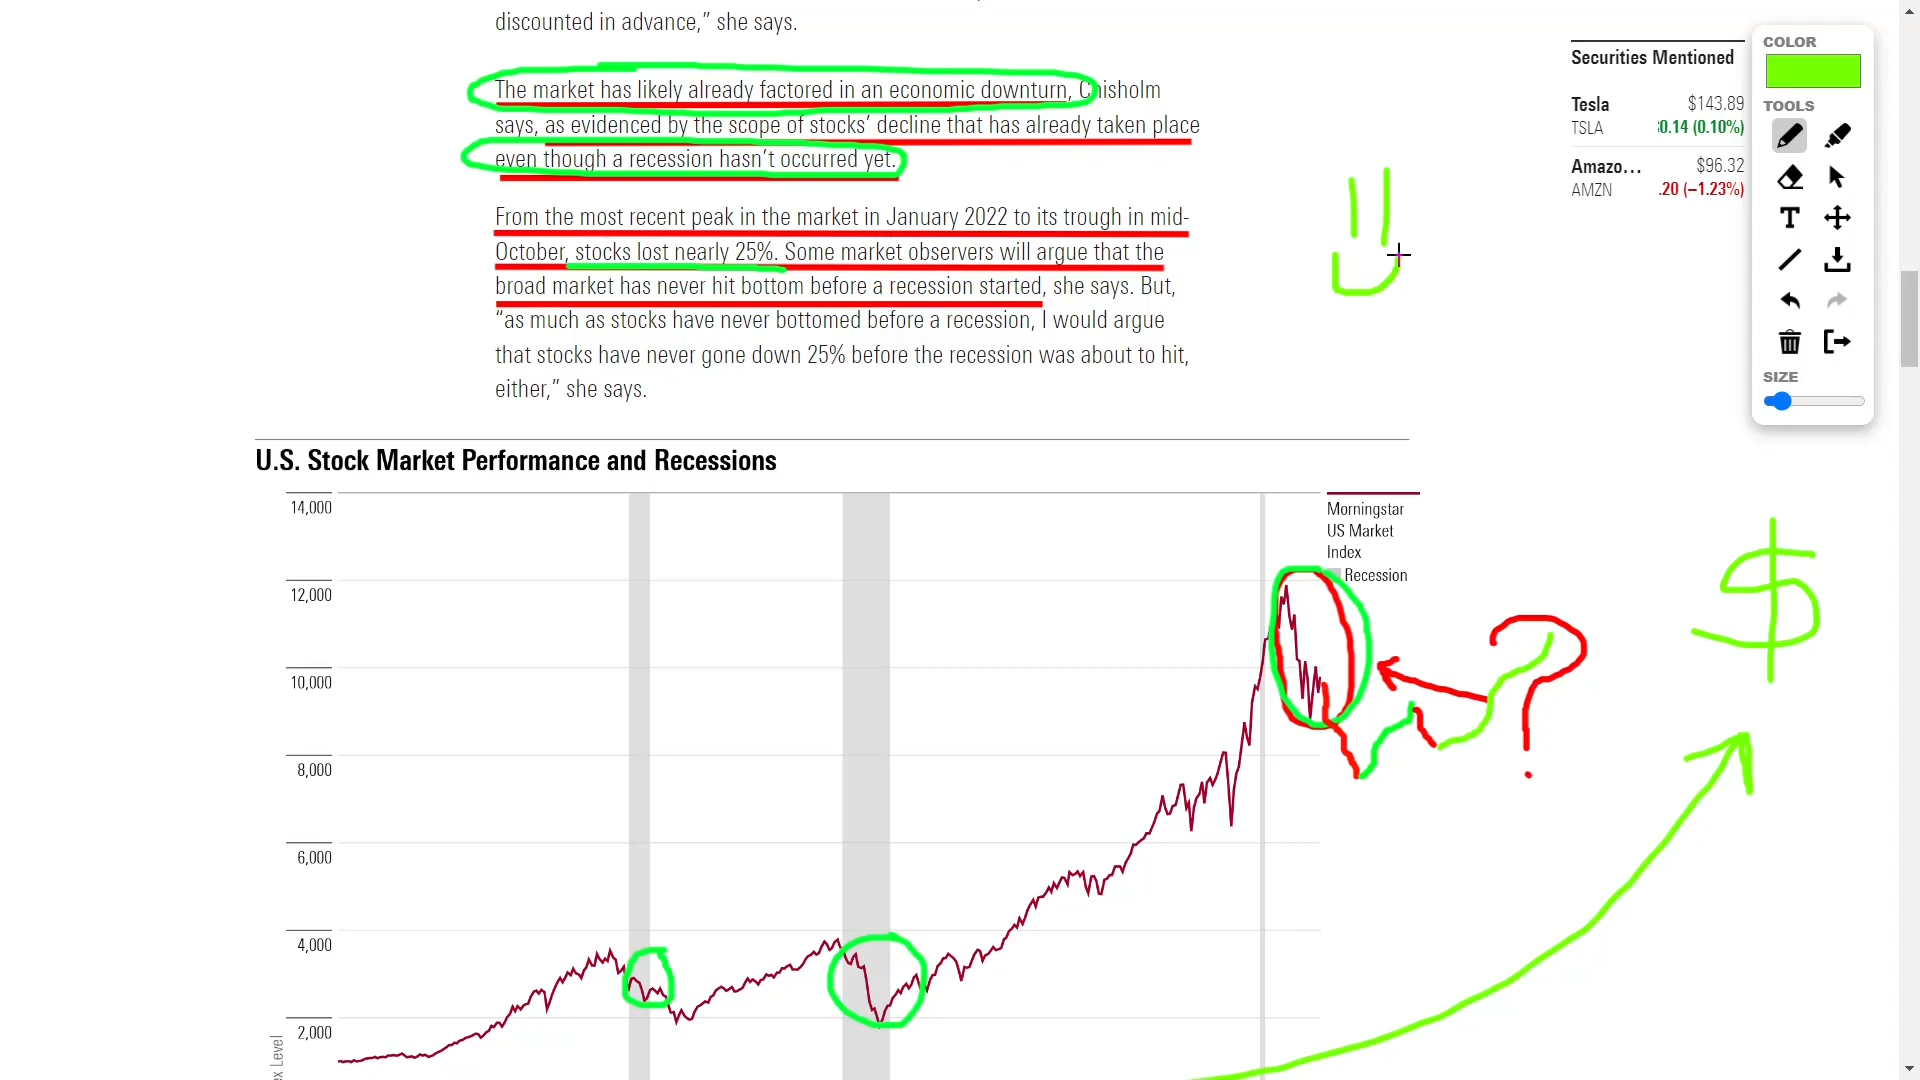 discounted in advance,” she says.
The market has likely already factored in an economic downturn, Chisholm
says, as evidenced by the scope of stocks’ decline that has already taken place
even though a recession hasn’t occurred yet.
From the most recent peak in the market in January 2022 to its trough in mid-
October, stocks lost nearly 25%. Some market observers will argue that the
broad market has never hit bottom before a recession started, she says. But,
“as much as stocks have never bottomed before a recession, I would argue
that stocks have never gone down 25% before the recession was about to hit,
either,” she says.
Securities Mentioned
Tesla $143.89
TSLA 0.14 (0.10%)
Amazo... $96.32
AMZN .20 (−1.23%)
COLOR
TOOLS
T
SIZE
U.S. Stock Market Performance and Recessions
14,000
12,000
10,000
8,000
6,000
4,000
2,000
ex Level
Morningstar
US Market
Index
Recession
?
$